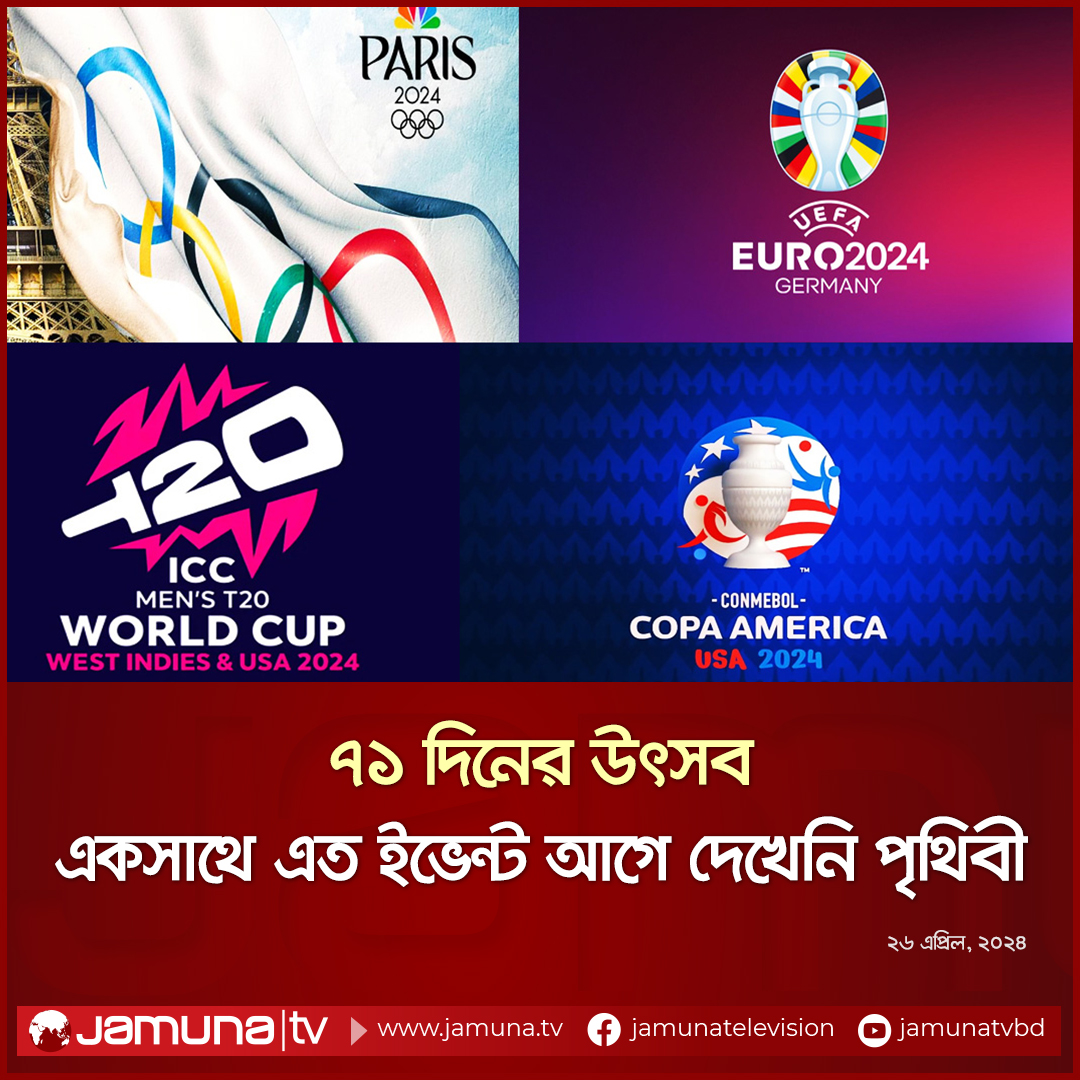 PARIS
2024
UEFA
EURO2024
GERMANY
T20
ICC
MEN'S T20
WORLD CUP
WEST INDIES & USA 2024
TM
- CONMEBOL-
COPA AMERICA
USA 2024
৭১ দিনের উৎসব
একসাথে এত ইভেন্ট আগে দেখেনি পৃথিবী
২৬ এপ্রিল, ২০২৪
Jamuna|tv www.jamuna.tv jamunatelevision jamunatvbd